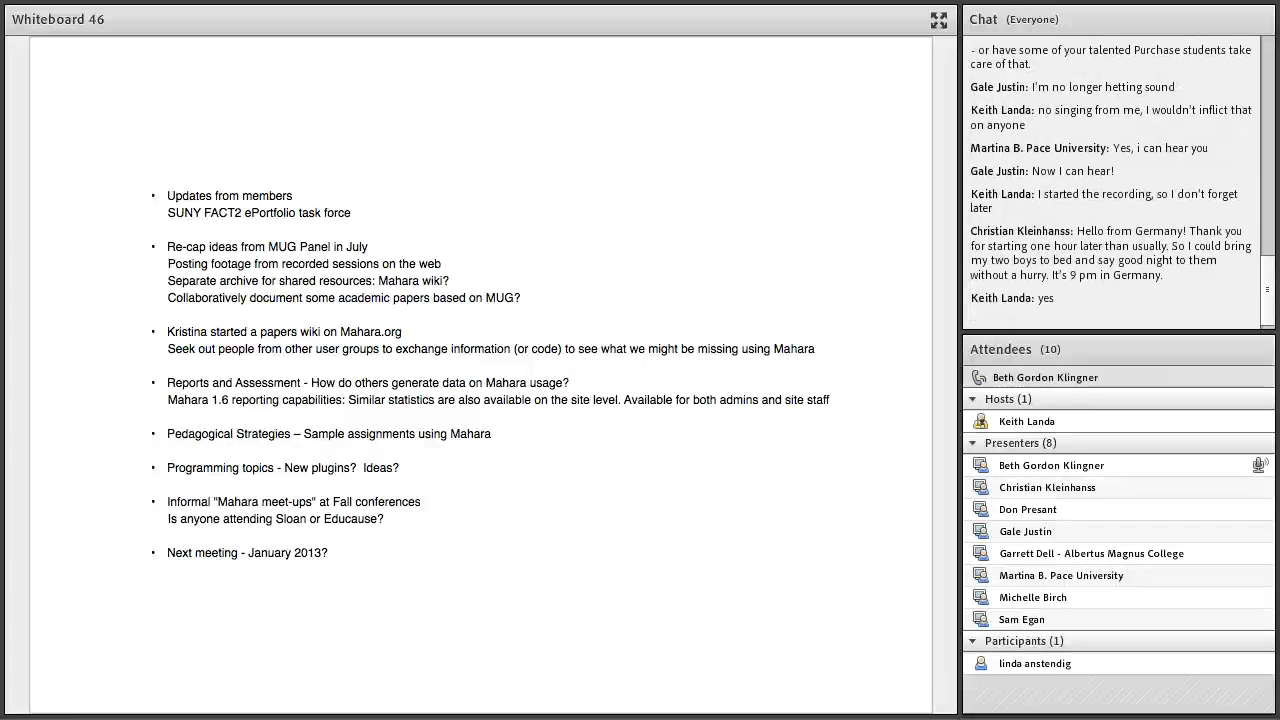 Whiteboard 46
• Updates from members
SUNY FACT2 ePortfolio task force
• Re-cap ideas from MUG Panel in July
Posting footage from recorded sessions on the web
Separate archive for shared resources: Mahara wiki?
Collaboratively document some academic papers based on MUG?
• Kristina started a papers wiki on Mahara.org
Seek out people from other user groups to exchange information (or code) to see what we might be missing using Mahara
• Reports and Assessment - How do others generate data on Mahara usage?
Mahara 1.6 reporting capabilities: Similar statistics are also available on the site level. Available for both admins and site staff
• Pedagogical Strategies – Sample assignments using Mahara
• Programming topics - New plugins?  Ideas?
• Informal "Mahara meet-ups" at Fall conferences
Is anyone attending Sloan or Educause?
• Next meeting - January 2013?
Chat (Everyone)
- or have some of your talented Purchase students take
care of that.
Gale Justin: I'm no longer hetting sound
Keith Landa: no singing from me, I wouldn't inflict that
on anyone
Martina B. Pace University: Yes, i can hear you
Gale Justin: Now I can hear!
Keith Landa: I started the recording, so I don't forget
later
Christian Kleinhanss: Hello from Germany! Thank you
for starting one hour later than usually. So I could bring
my two boys to bed and say good night to them
without a hurry. It's 9 pm in Germany.
Keith Landa: yes
Attendees (10)
Beth Gordon Klingner
Hosts (1)
Keith Landa
Presenters (8)
Beth Gordon Klingner
Christian Kleinhanss
Don Presant
Gale Justin
Garrett Dell - Albertus Magnus College
Martina B. Pace University
Michelle Birch
Sam Egan
Participants (1)
linda anstendig